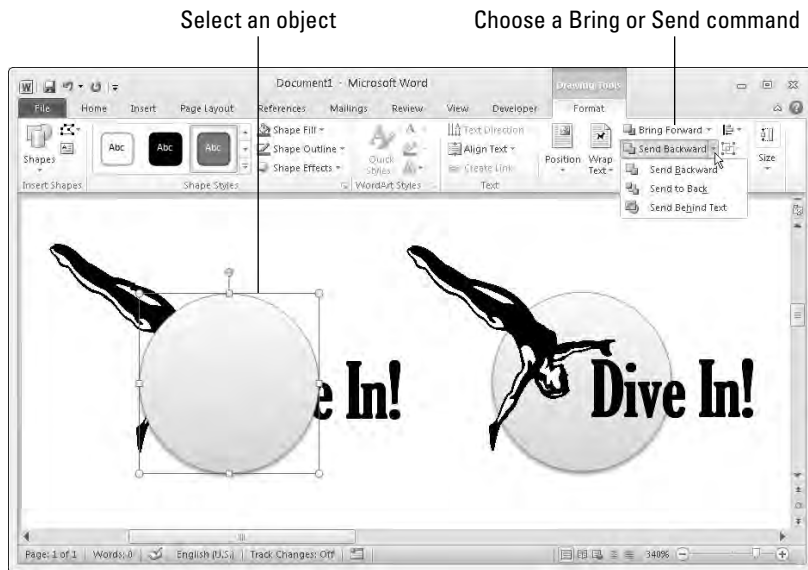 Select an object Choose a Bring or Send command
Document1 - Microsoft Word Drawing Tools
File Home Insert Page Layout References Mailings Review View Developer Format
Shapes
Abc Abc Abc
Shape Fill
Shape Outline
Shape Effects
Quick Styles
Text Direction
Align Text
Create Link
Position Wrap Text
Bring Forward
Send Backward
Size
Insert Shapes Shape Styles WordArt Styles Text
Send Backward
Send to Back
Send Behind Text
e In! Dive In!
Page: 1 of 1 Words: 0 English (U.S.) Track Changes: Off 340%